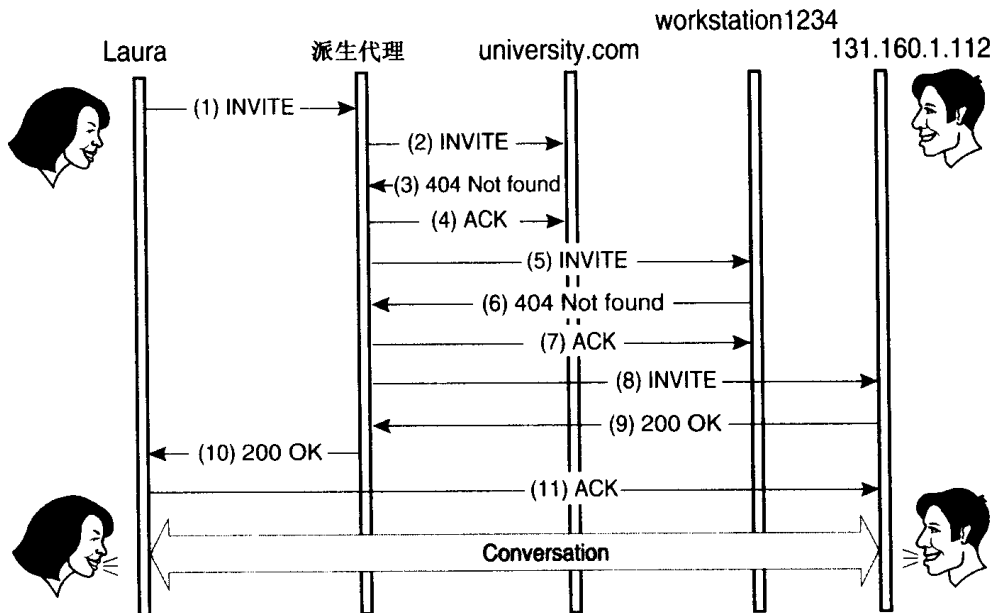 workstation1234
Laura
派生代理
university.com
131.160.1.112
(1) INVITE
(2) INVITE
(3) 404 Not found
(4) ACK
(5) INVITE
(6) 404 Not found
(7) ACK
(8) INVITE
(9) 200 OK
(10) 200 OK
(11) ACK
Conversation